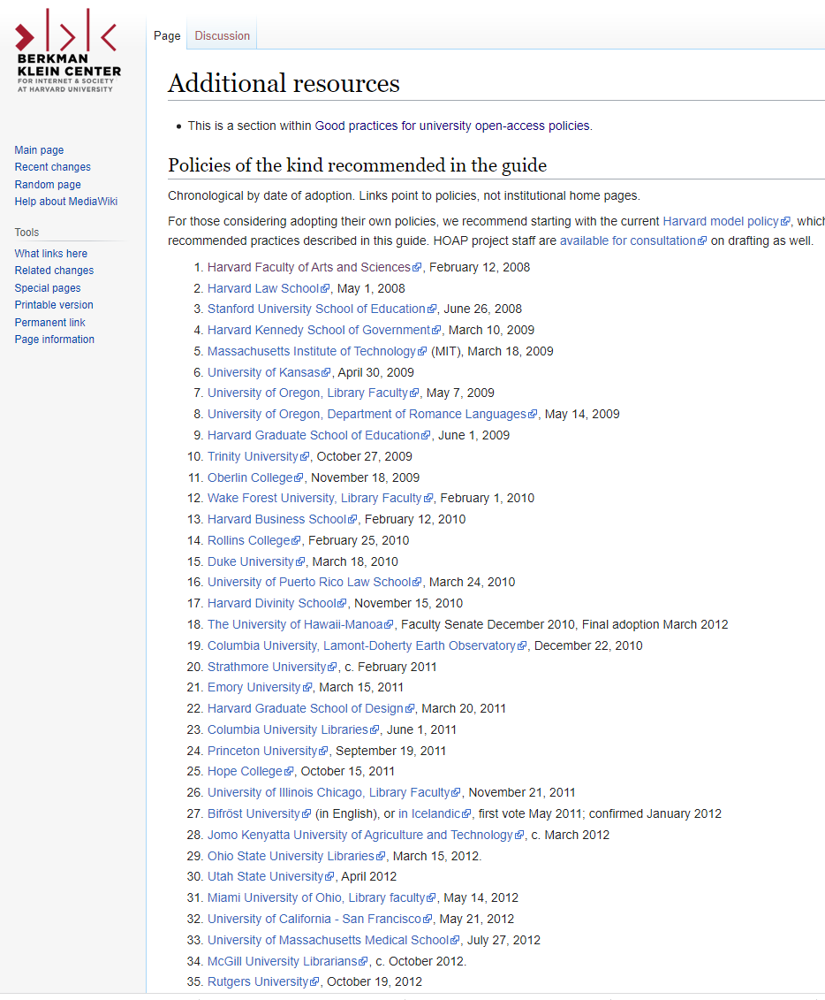 BERKMAN
KLEIN CENTER
FOR INTERNET & SOCIETY
AT HARVARD UNIVERSITY
Page
Discussion
Additional resources
• This is a section within Good practices for university open-access policies.
Policies of the kind recommended in the guide
Chronological by date of adoption. Links point to policies, not institutional home pages.
For those considering adopting their own policies, we recommend starting with the current Harvard model policy, which
recommended practices described in this guide. HOAP project staff are available for consultation on drafting as well.
1. Harvard Faculty of Arts and Sciences, February 12, 2008
2. Harvard Law School, May 1, 2008
3. Stanford University School of Education, June 26, 2008
4. Harvard Kennedy School of Government, March 10, 2009
5. Massachusetts Institute of Technology (MIT), March 18, 2009
6. University of Kansas, April 30, 2009
7. University of Oregon, Library Faculty, May 7, 2009
8. University of Oregon, Department of Romance Languages, May 14, 2009
9. Harvard Graduate School of Education, June 1, 2009
10. Trinity University, October 27, 2009
11. Oberlin College, November 18, 2009
12. Wake Forest University, Library Faculty, February 1, 2010
13. Harvard Business School, February 12, 2010
14. Rollins College, February 25, 2010
15. Duke University, March 18, 2010
16. University of Puerto Rico Law School, March 24, 2010
17. Harvard Divinity School, November 15, 2010
18. The University of Hawaii-Manoa, Faculty Senate December 2010, Final adoption March 2012
19. Columbia University, Lamont-Doherty Earth Observatory, December 22, 2010
20. Strathmore University, c. February 2011
21. Emory University, March 15, 2011
22. Harvard Graduate School of Design, March 20, 2011
23. Columbia University Libraries, June 1, 2011
24. Princeton University, September 19, 2011
25. Hope College, October 15, 2011
26. University of Illinois Chicago, Library Faculty, November 21, 2011
27. Bifröst University (in English), or in Icelandic, first vote May 2011; confirmed January 2012
28. Jomo Kenyatta University of Agriculture and Technology, c. March 2012
29. Ohio State University Libraries, March 15, 2012.
30. Utah State University, April 2012
31. Miami University of Ohio, Library faculty, May 14, 2012
32. University of California - San Francisco, May 21, 2012
33. University of Massachusetts Medical School, July 27, 2012
34. McGill University Librarians, c. October 2012.
35. Rutgers University, October 19, 2012
Main page
Recent changes
Random page
Help about MediaWiki
Tools
What links here
Related changes
Special pages
Printable version
Permanent link
Page information